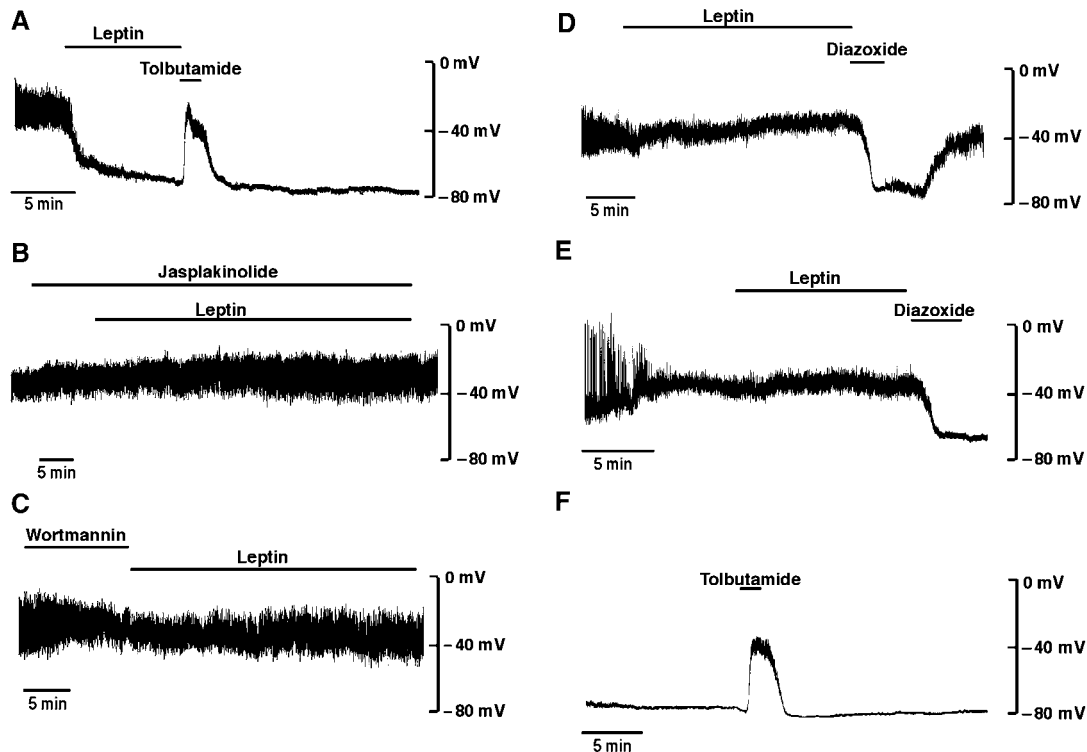 A
Leptin
Tolbutamide
0 mV
−40 mV
−80 mV
5 min
B
Jasplakinolide
Leptin
0 mV
−40 mV
−80 mV
5 min
C
Wortmannin
Leptin
0 mV
−40 mV
−80 mV
5 min
D
Leptin
Diazoxide
0 mV
−40 mV
−80 mV
5 min
E
Leptin
Diazoxide
0 mV
−40 mV
−80 mV
5 min
F
Tolbutamide
0 mV
−40 mV
−80 mV
5 min